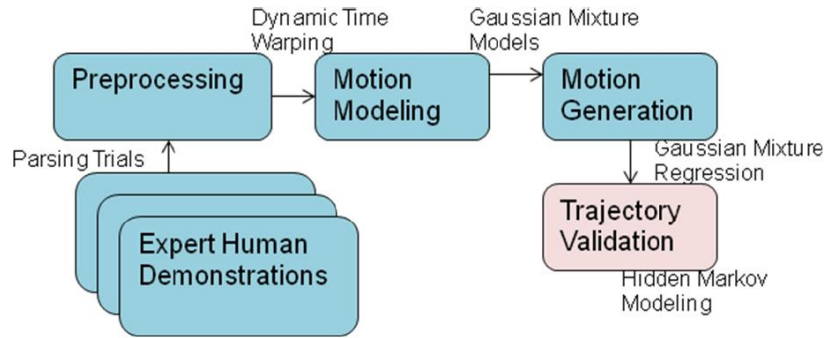 Dynamic Time
Warping
Gaussian Mixture
Models
Preprocessing
Motion
Modeling
Motion
Generation
Parsing Trials
Gaussian Mixture
Regression
Expert Human
Demonstrations
Trajectory
Validation
Hidden Markov
Modeling